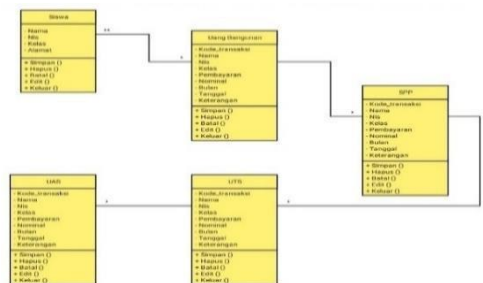 Siswa
- Nama
- Nis
- Kelas
- Alamat
+ Simpan ()
+ Hapus ()
+ Batal ()
+ Edit ()
+ Keluar ()
**
*
Uang Bangunan
- Kode_transaksi
- Nama
- Nis
- Kelas
- Pembayaran
- Nominal
- Bulan
- Tanggal
- Keterangan
+ Simpan ()
+ Hapus ()
+ Batal ()
+ Edit ()
+ Keluar ()
*
SPP
- Kode_transaksi
- Nama
- Nis
- Kelas
- Pembayaran
- Nominal
- Bulan
- Tanggal
- Keterangan
+ Simpan ()
+ Hapus ()
+ Batal ()
+ Edit ()
+ Keluar ()
UAS
- Kode_transaksi
- Nama
- Nis
- Kelas
- Pembayaran
- Nominal
- Bulan
- Tanggal
- Keterangan
+ Simpan ()
+ Hapus ()
+ Batal ()
+ Edit ()
+ Keluar ()
*
UTS
- Kode_transaksi
- Nama
- Nis
- Kelas
- Pembayaran
- Nominal
- Bulan
- Tanggal
- Keterangan
+ Simpan ()
+ Hapus ()
+ Batal ()
+ Edit ()
+ Keluar ()
*